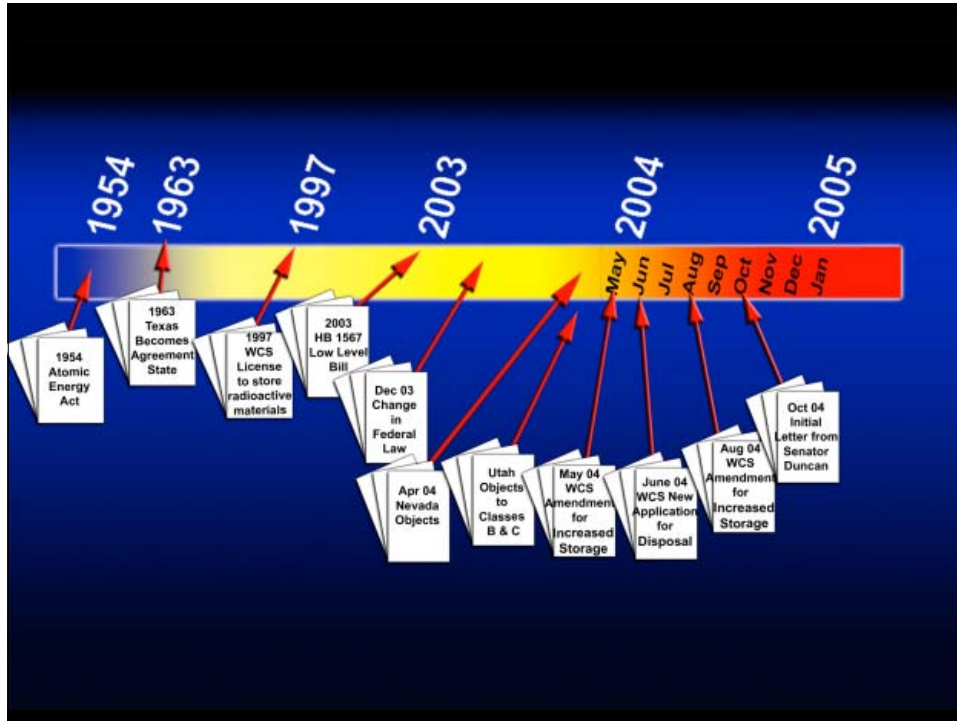 1954
1963
1997
2003
2004
2005
May
Jun
Jul
Aug
Sep
Oct
Nov
Dec
Jan
1954
Atomic
Energy
Act
1963
Texas
Becomes
Agreement
State
1997
WCS
License
to store
radioactive
materials
2003
HB 1567
Low Level
Bill
Dec 03
Change
in
Federal
Law
Apr 04
Nevada
Objects
Utah
Objects
to
Classes
B & C
May 04
WCS
Amendment
for
Increased
Storage
June 04
WCS New
Application
for
Disposal
Aug 04
WCS
Amendment
for
Increased
Storage
Oct 04
Initial
Letter from
Senator
Duncan